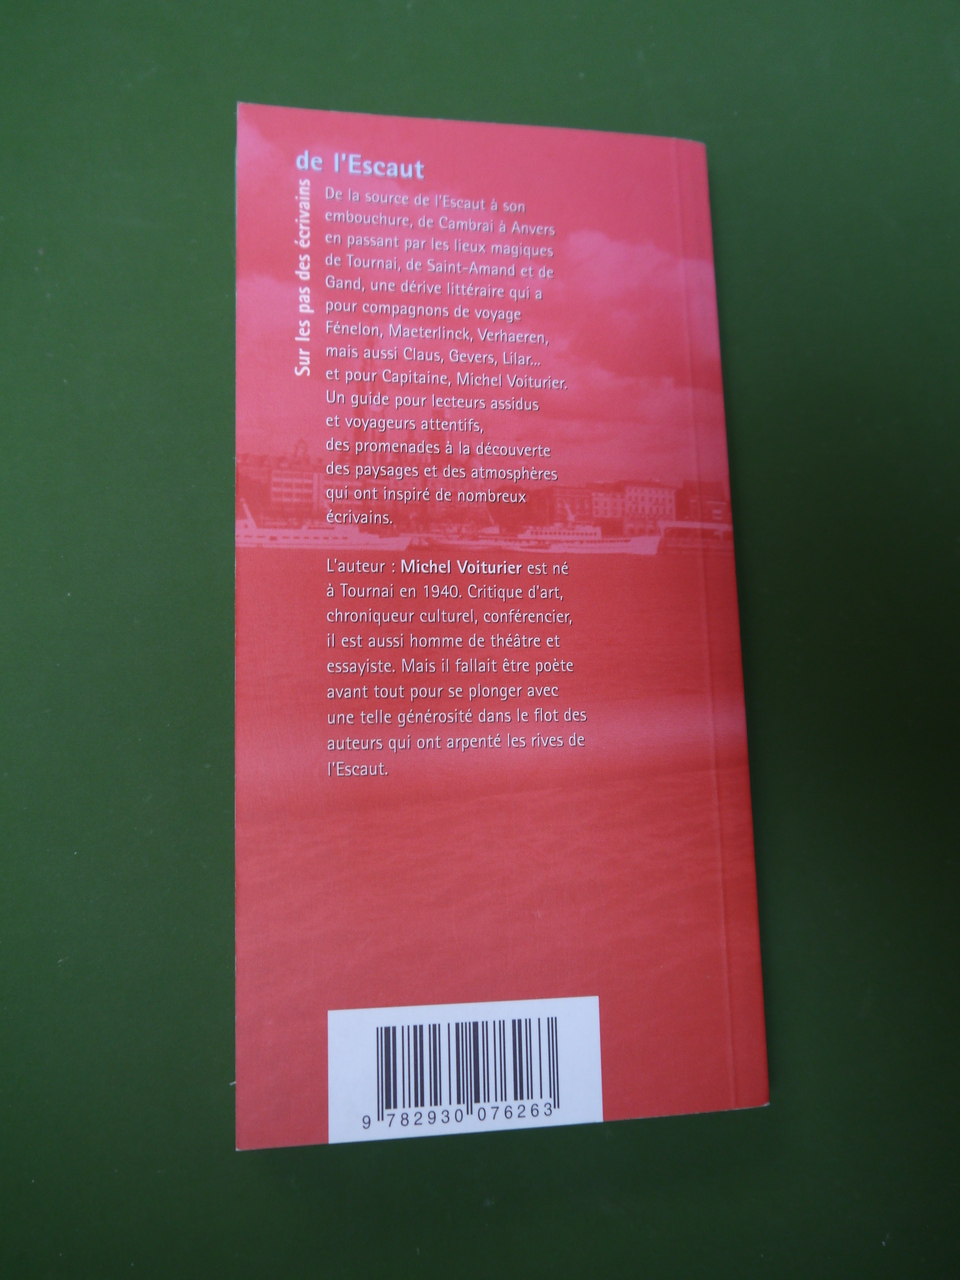 de l'Escaut
Sur les pas des écrivains
De la source de l'Escaut à son
embouchure, de Cambrai à Anvers
en passant par les lieux magiques
de Tournai, de Saint-Amand et de
Gand, une dérive littéraire qui a
pour compagnons de voyage
Fénelon, Maeterlinck, Verhaeren,
mais aussi Claus, Gevers, Lilar...
et pour Capitaine, Michel Voiturier.
Un guide pour lecteurs assidus
et voyageurs attentifs,
des promenades à la découverte
des paysages et des atmosphères
qui ont inspiré de nombreux
écrivains.
L'auteur : Michel Voiturier est né
à Tournai en 1940. Critique d'art,
chroniqueur culturel, conférencier,
il est aussi homme de théâtre et
essayiste. Mais il fallait être poète
avant tout pour se plonger avec
une telle générosité dans le flot des
auteurs qui ont arpenté les rives de
l'Escaut.
9 782930 076263